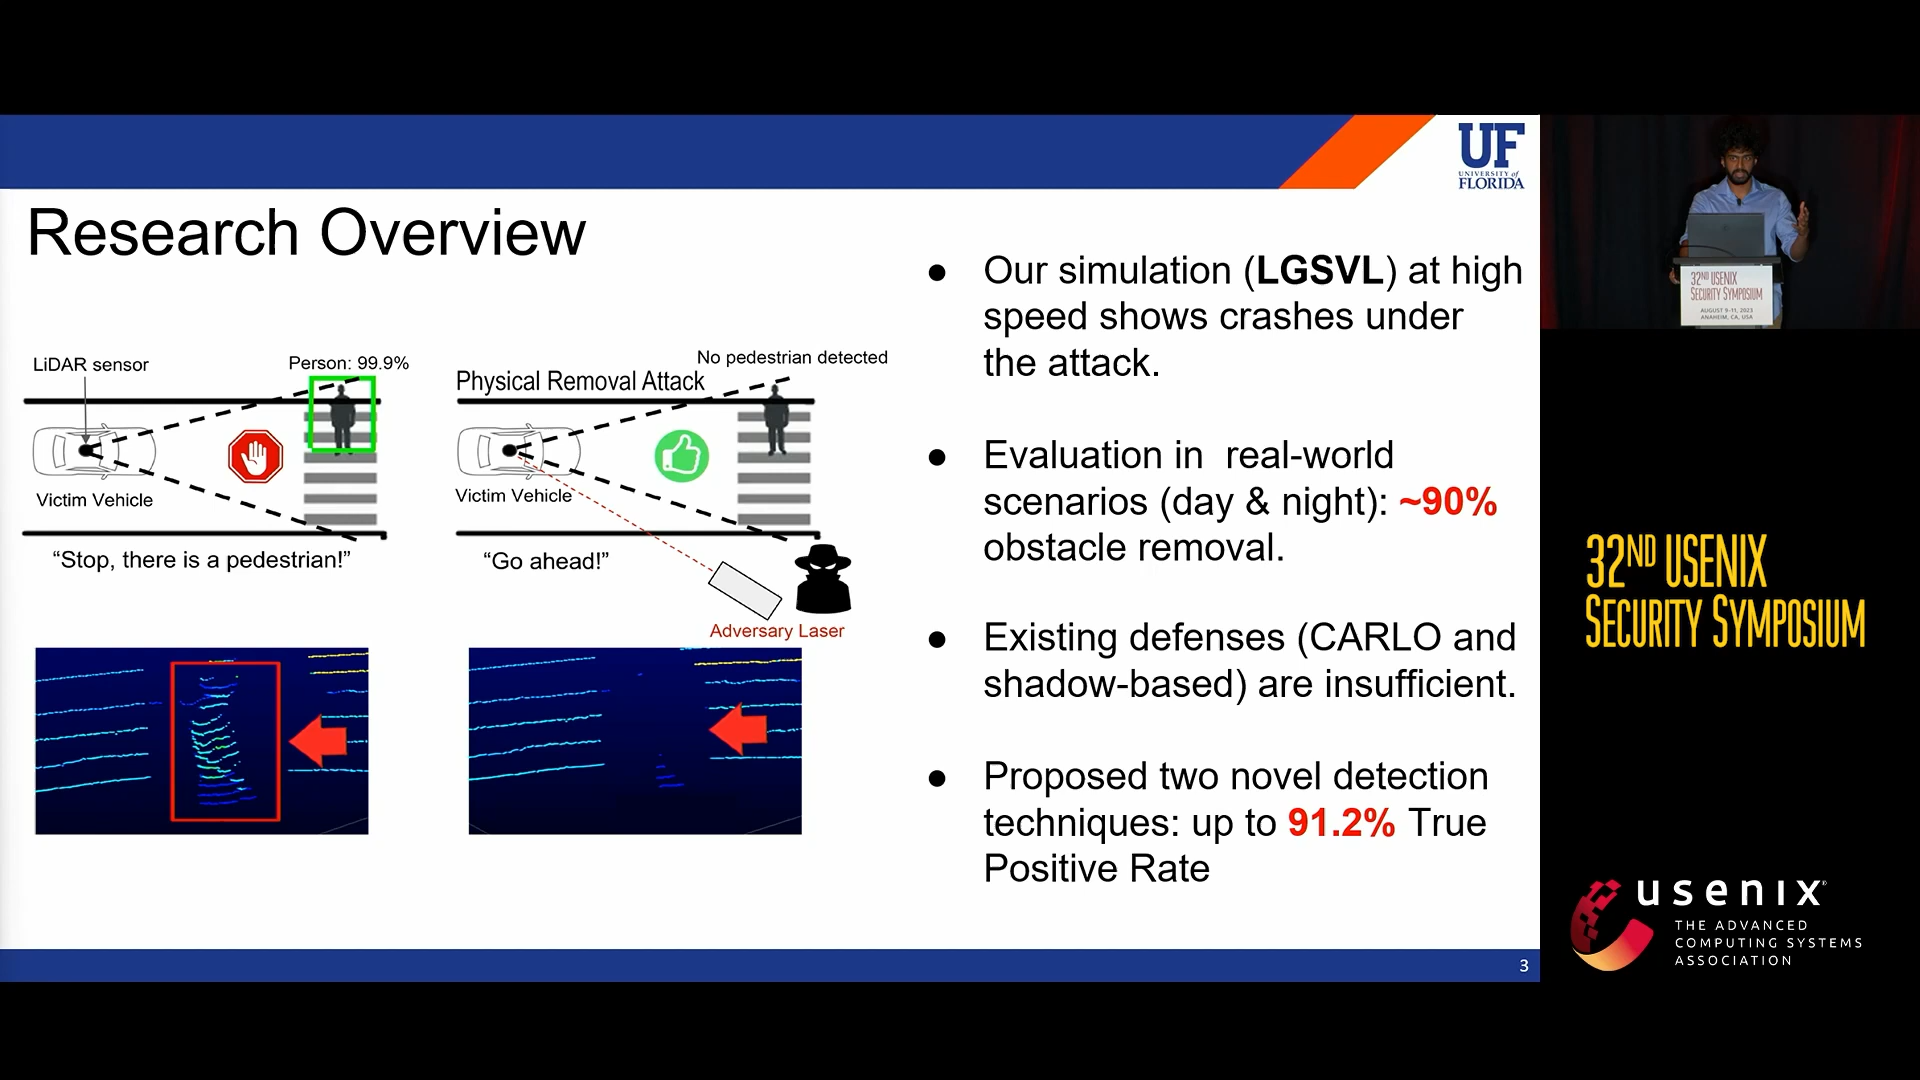 UF
UNIVERSITY of
FLORIDA
Research Overview
LiDAR sensor
Person: 99.9%
Victim Vehicle
“Stop, there is a pedestrian!”
No pedestrian detected
Physical Removal Attack
Victim Vehicle
“Go ahead!”
Adversary Laser
● Our simulation (LGSVL) at high
speed shows crashes under
the attack.
● Evaluation in real-world
scenarios (day & night): ~90%
obstacle removal.
● Existing defenses (CARLO and
shadow-based) are insufficient.
● Proposed two novel detection
techniques: up to 91.2% True
Positive Rate
3
32ND USENIX
SECURITY SYMPOSIUM
AUGUST 9–11, 2023
ANAHEIM, CA, USA
32ND USENIX
SECURITY SYMPOSIUM
usenix®
THE ADVANCED
COMPUTING SYSTEMS
ASSOCIATION